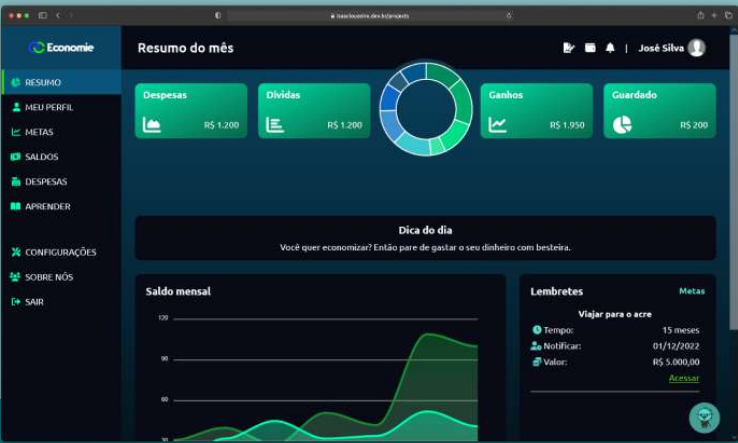 Economie
Resumo do mês
| José Silva
RESUMO
MEU PERFIL
METAS
SALDOS
DESPESAS
APRENDER
CONFIGURAÇÕES
SOBRE NÓS
SAIR
Despesas
R$ 1.200
Dívidas
R$ 1.200
Ganhos
R$ 1.950
Guardado
R$ 200
Dica do dia
Você quer economizar? Então pare de gastar o seu dinheiro com besteira.
Saldo mensal
120
90
60
30
Lembretes
Metas
Viajar para o acre
Tempo: 15 meses
Notificar: 01/12/2022
Valor: R$ 5.000,00
Acessar